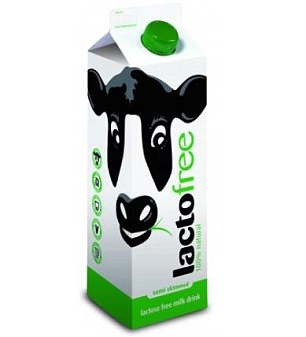 lactofree
100% natural
semi skimmed
lactose free milk drink